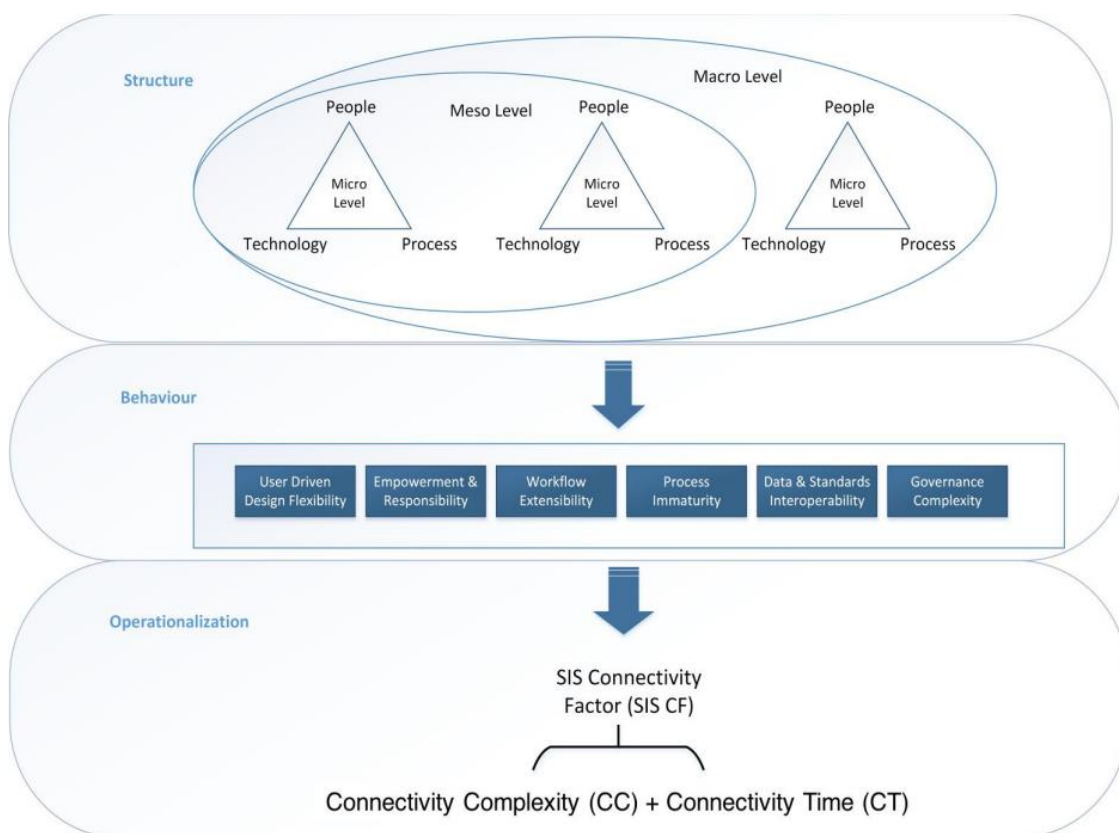 Structure
Macro Level
People
Meso Level
People
People
Micro
Level
Micro
Level
Micro
Level
Technology
Process
Technology
Process
Technology
Process
Behaviour
User Driven
Design Flexibility
Empowerment &
Responsibility
Workflow
Extensibility
Process
Immaturity
Data & Standards
Interoperability
Governance
Complexity
Operationalization
SIS Connectivity
Factor (SIS CF)
Connectivity Complexity (CC) + Connectivity Time (CT)